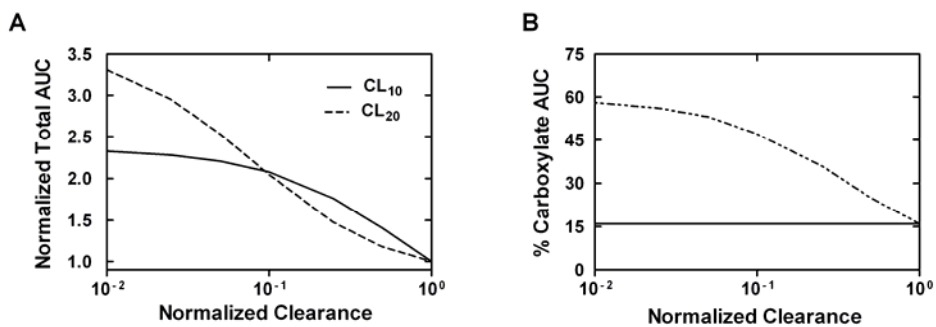 A
Normalized Total AUC
3.5
3.0
2.5
2.0
1.5
1.0
CL₁₀
CL₂₀
10⁻²
10⁻¹
10⁰
Normalized Clearance
B
% Carboxylate AUC
75
60
45
30
15
0
10⁻²
10⁻¹
10⁰
Normalized Clearance